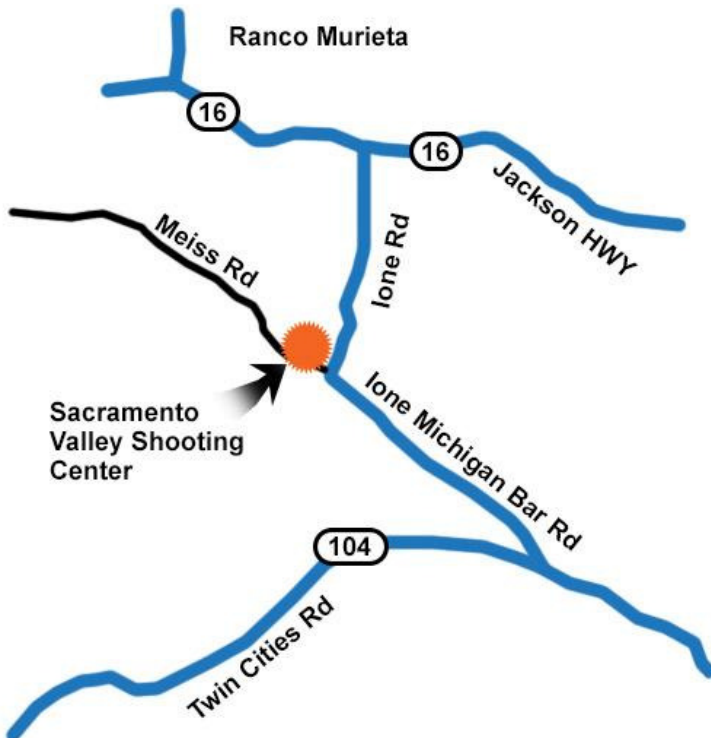 Ranco Murieta
16
16
Jackson HWY
Meiss Rd
Ione Rd
Sacramento
Valley Shooting
Center
Ione Michigan Bar Rd
104
Twin Cities Rd